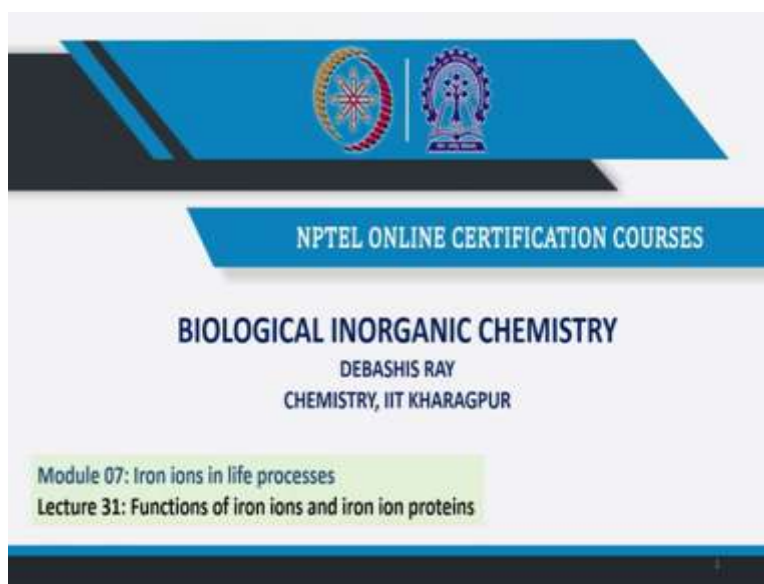 NPTEL ONLINE CERTIFICATION COURSES
BIOLOGICAL INORGANIC CHEMISTRY
DEBASHIS RAY
CHEMISTRY, IIT KHARAGPUR
Module 07: Iron ions in life processes
Lecture 31: Functions of iron ions and iron ion proteins